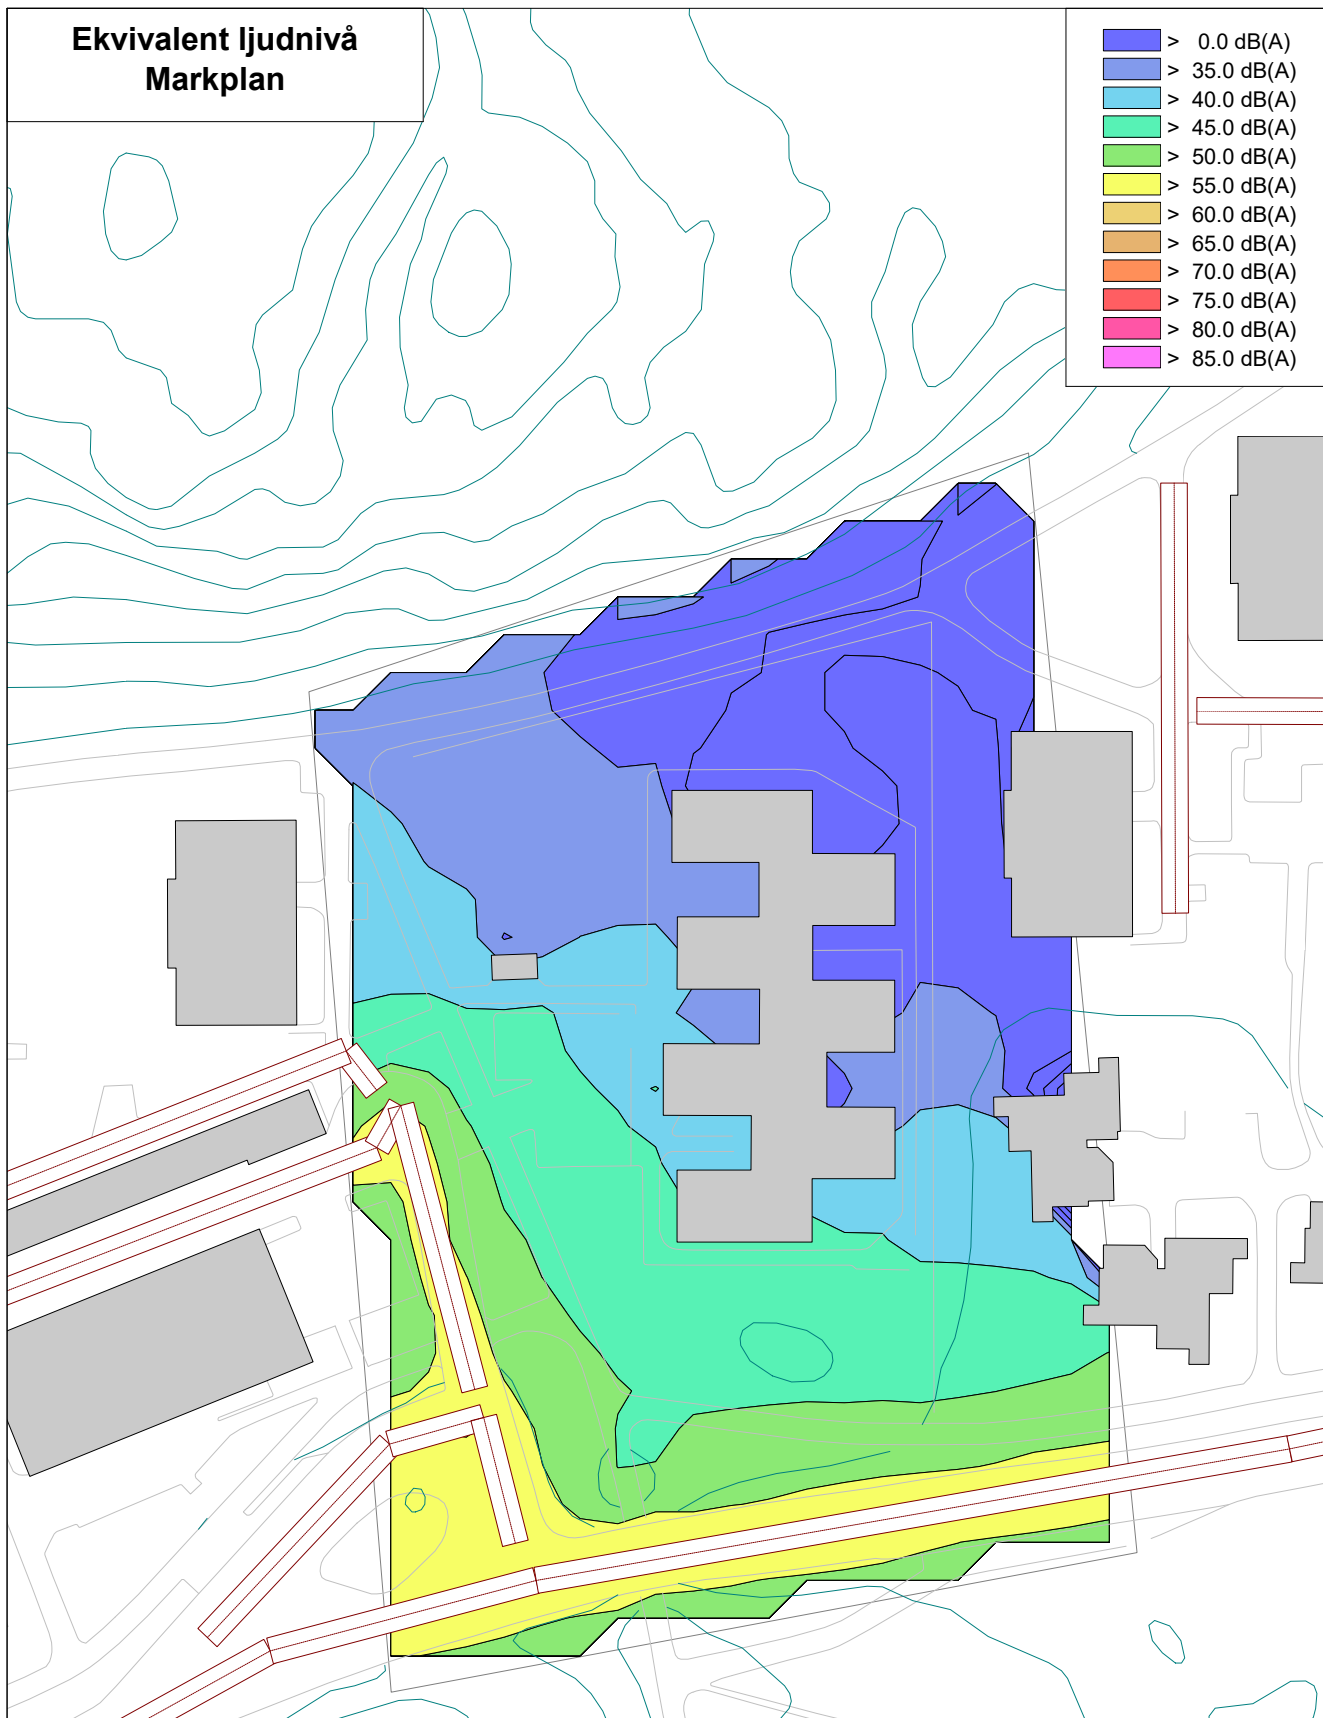 Ekvivalent ljudnivå
Markplan
> 0.0 dB(A)
> 35.0 dB(A)
> 40.0 dB(A)
> 45.0 dB(A)
> 50.0 dB(A)
> 55.0 dB(A)
> 60.0 dB(A)
> 65.0 dB(A)
> 70.0 dB(A)
> 75.0 dB(A)
> 80.0 dB(A)
> 85.0 dB(A)